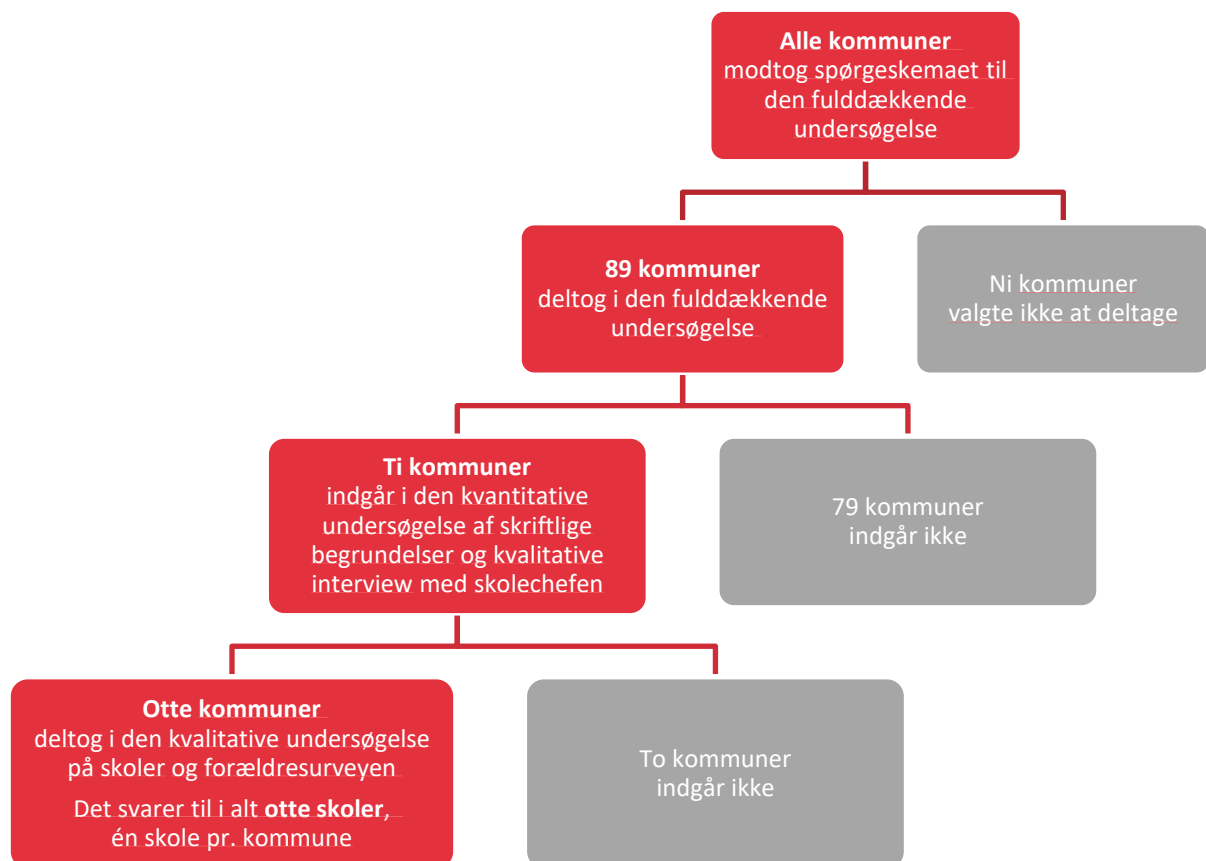 Alle kommuner
modtog spørgeskemaet til
den fulddækkende
undersøgelse
89 kommuner
deltog i den fulddækkende
undersøgelse
Ni kommuner
valgte ikke at deltage
Ti kommuner
indgår i den kvantitative
undersøgelse af skriftlige
begrundelser og kvalitative
interview med skolechefen
79 kommuner
indgår ikke
Otte kommuner
deltog i den kvalitative undersøgelse
på skoler og forældresurveyen
Det svarer til i alt otte skoler,
én skole pr. kommune
To kommuner
indgår ikke